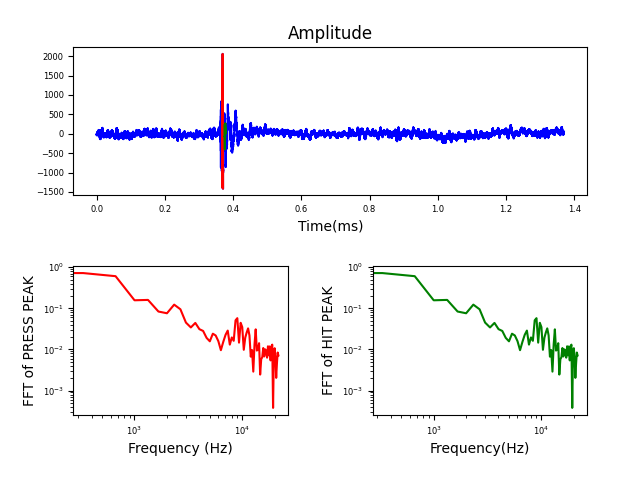 Amplitude
2000
1500
1000
500
0
−500
−1000
−1500
0.0 0.2 0.4 0.6 0.8 1.0 1.2 1.4
Time(ms)
FFT of PRESS PEAK
10⁰
10⁻¹
10⁻²
10⁻³
10³ 10⁴
Frequency (Hz)
FFT of HIT PEAK
10⁰
10⁻¹
10⁻²
10⁻³
10³ 10⁴
Frequency(Hz)